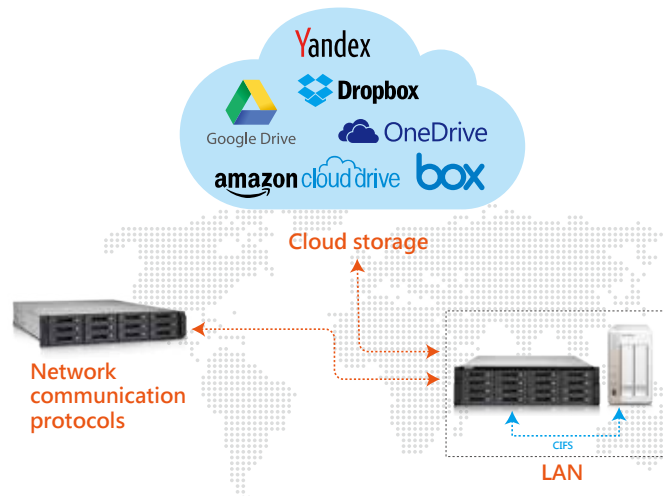 Yandex
Dropbox
Google Drive
OneDrive
amazon cloud drive
box
Cloud storage
Network
communication
protocols
CIFS
LAN